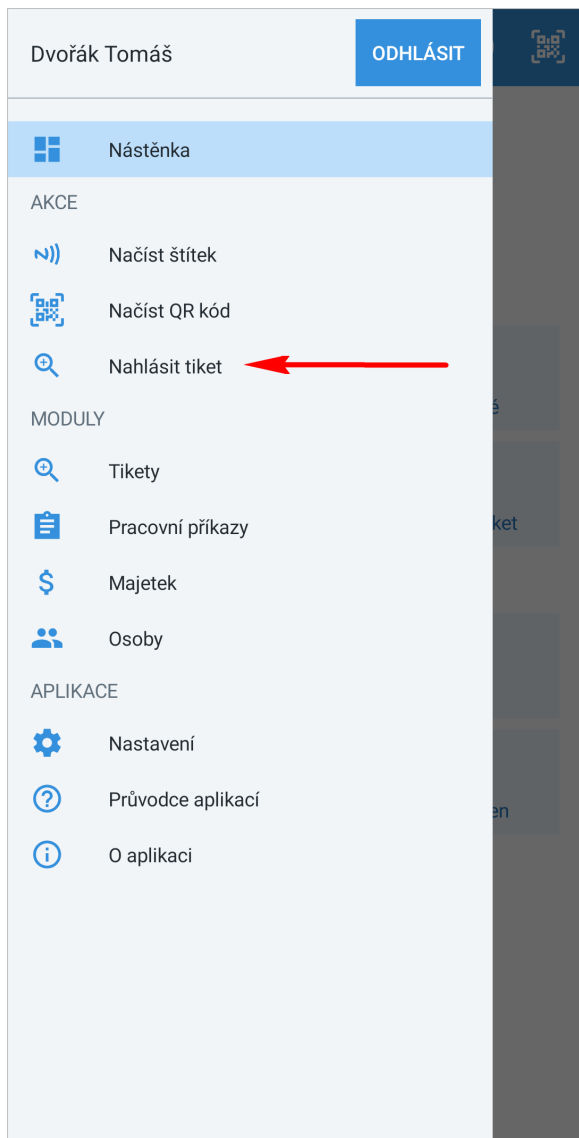 Dvořák Tomáš
ODHLÁSIT
Nástěnka
AKCE
Načíst štítek
Načíst QR kód
Nahlásit tiket
MODULY
Tikety
Pracovní příkazy
Majetek
Osoby
APLIKACE
Nastavení
Průvodce aplikací
O aplikaci